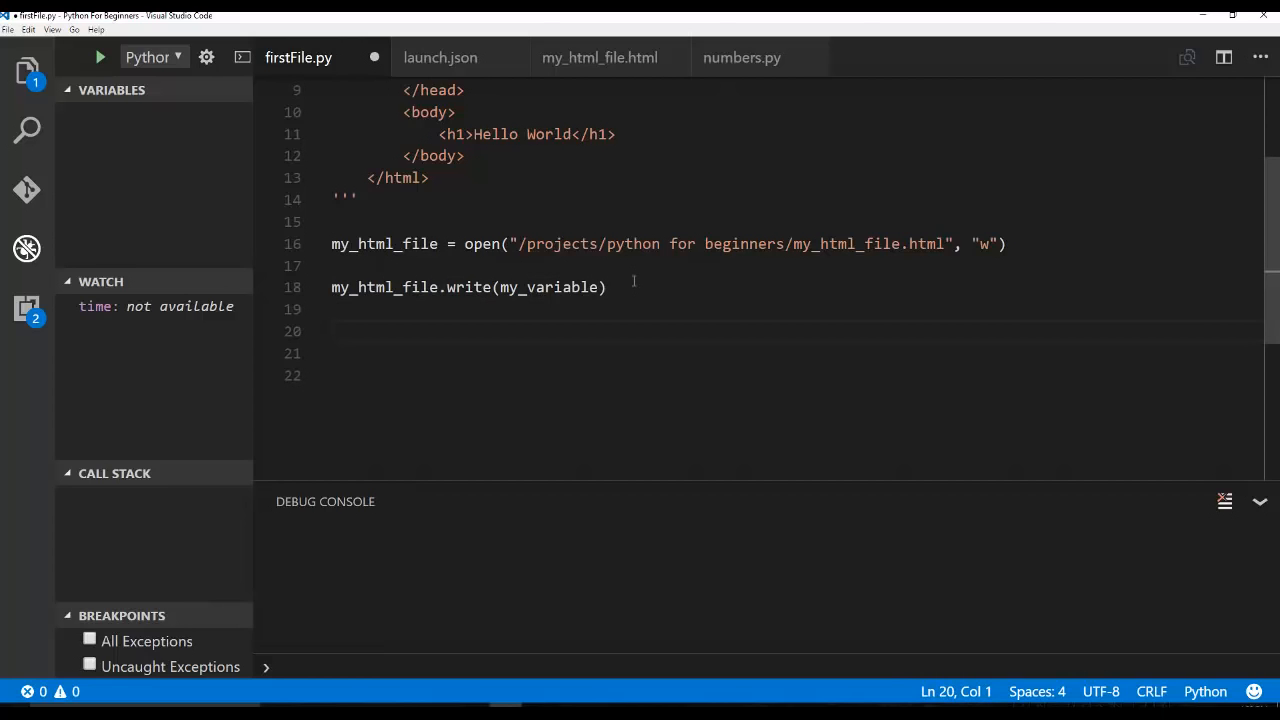 firstFile.py - Python For Beginners - Visual Studio Code
File Edit View Go Help
Python
firstFile.py
launch.json
my_html_file.html
numbers.py
1
2
VARIABLES
WATCH
time: not available
CALL STACK
BREAKPOINTS
All Exceptions
Uncaught Exceptions
9 </head>
10 <body>
11 <h1>Hello World</h1>
12 </body>
13 </html>
14 '''
15
16 my_html_file = open("/projects/python for beginners/my_html_file.html", "w")
17
18 my_html_file.write(my_variable)
19
20
21
22
DEBUG CONSOLE
0 0
Ln 20, Col 1 Spaces: 4 UTF-8 CRLF Python